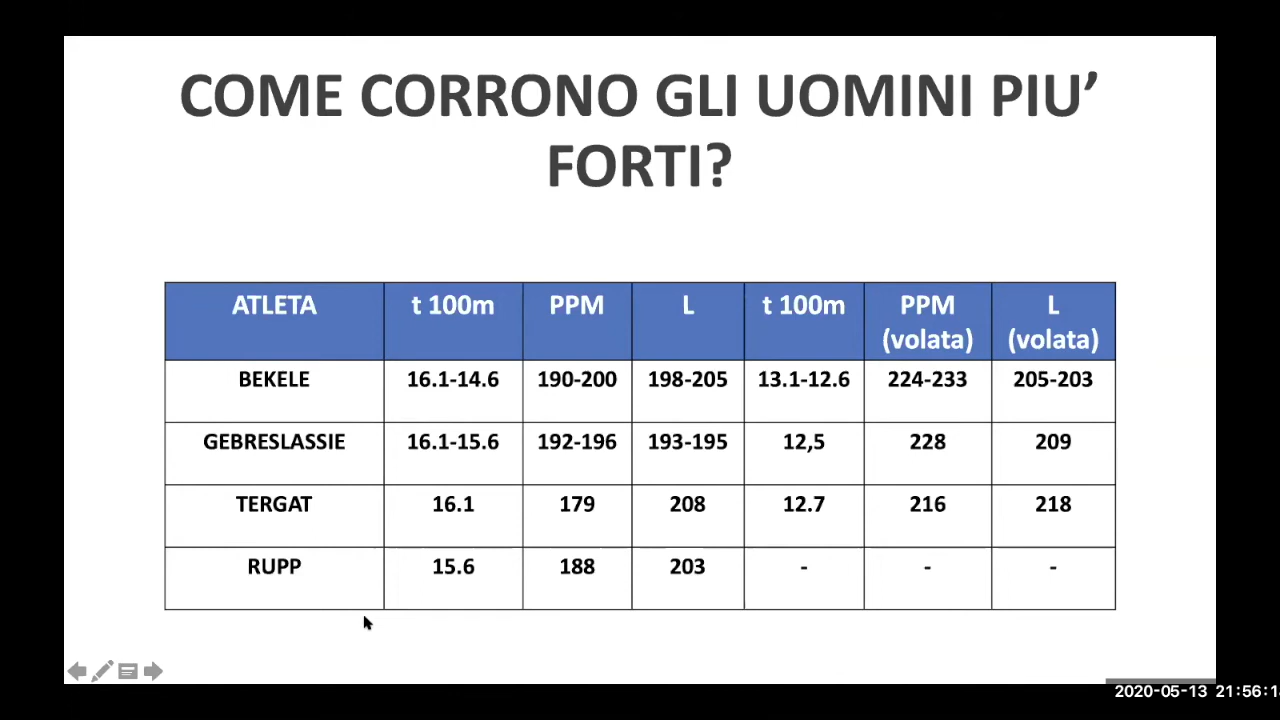 COME CORRONO GLI UOMINI PIU’
FORTI?
ATLETA t 100m PPM L t 100m PPM (volata) L (volata)
BEKELE 16.1-14.6 190-200 198-205 13.1-12.6 224-233 205-203
GEBRESLASSIE 16.1-15.6 192-196 193-195 12,5 228 209
TERGAT 16.1 179 208 12.7 216 218
RUPP 15.6 188 203 - - -
2020-05-13 21:56:1